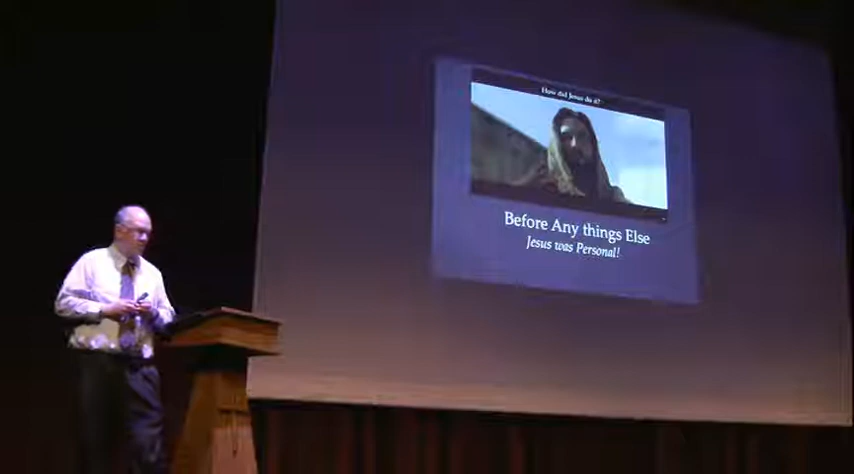 How did Jesus do it?
Before Any things Else
Jesus was Personal!